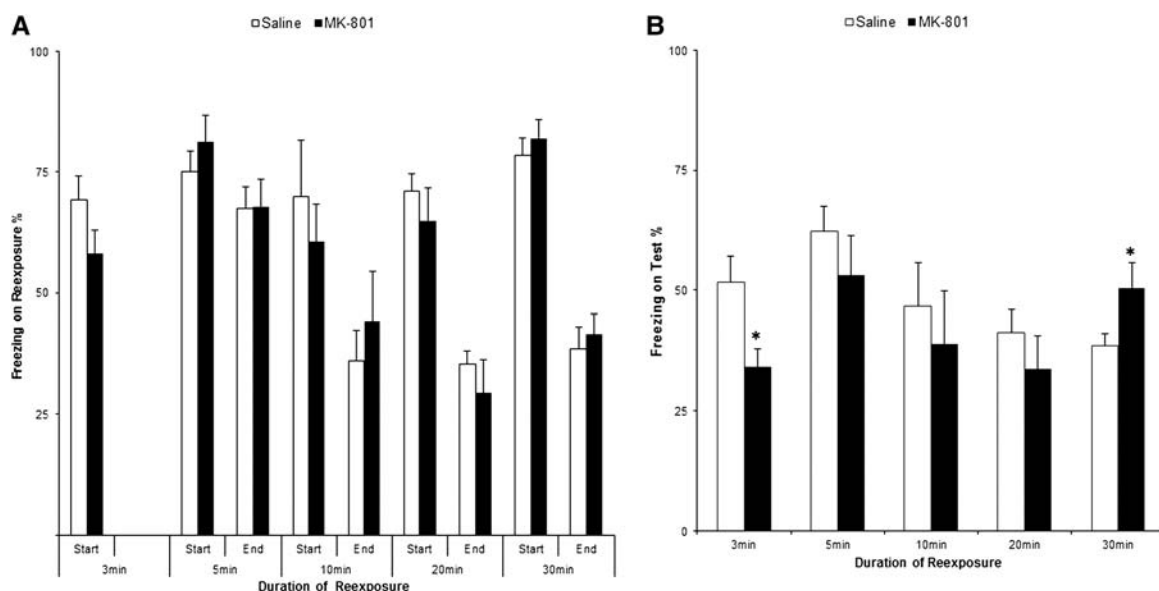 A
Saline MK-801
100
75
50
25
Freezing on Reexposure %
Start Start End Start End Start End Start End
3min 5min 10min 20min 30min
Duration of Reexposure
B
Saline MK-801
100
75
50
25
0
Freezing on Test %
* *
3min 5min 10min 20min 30min
Duration of Reexposure